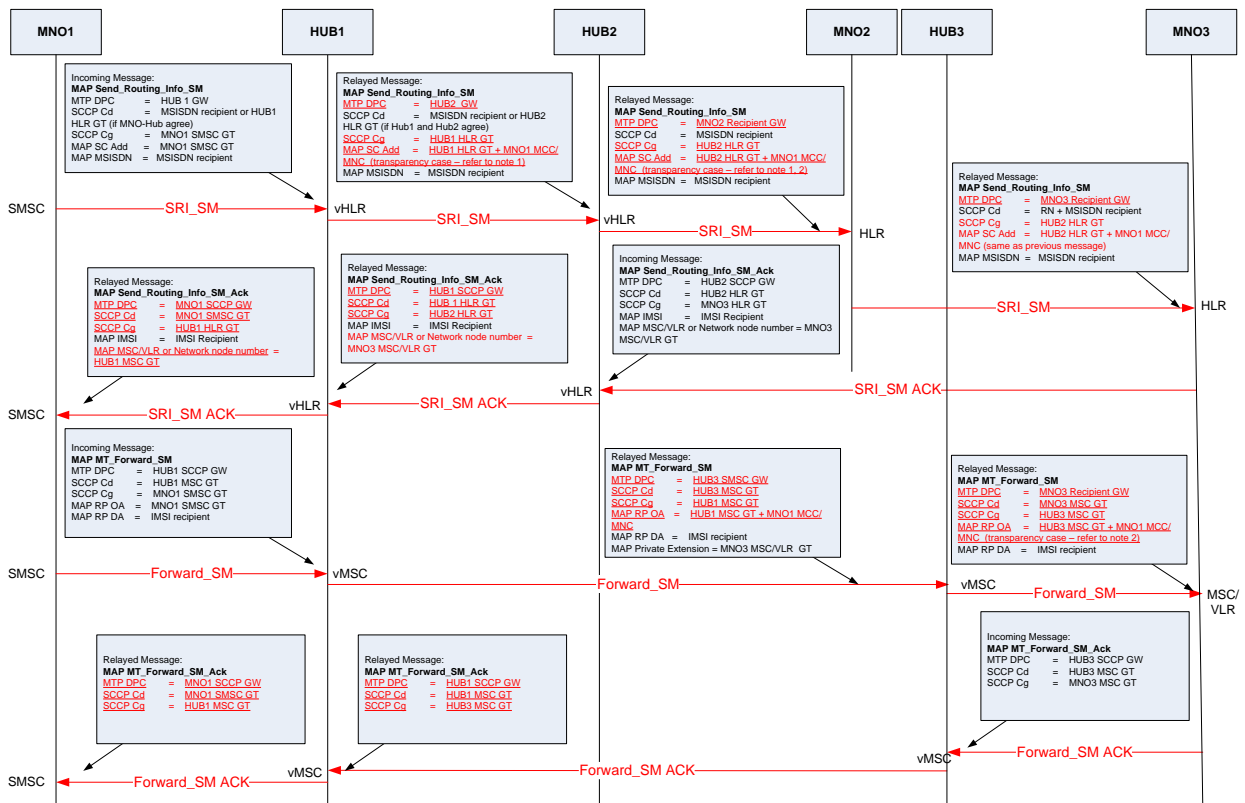 MNO1
HUB1
HUB2
MNO2
HUB3
MNO3
Incoming Message:
MAP Send_Routing_Info_SM
MTP DPC = HUB 1 GW
SCCP Cd = MSISDN recipient or HUB1
HLR GT (if MNO-Hub agree)
SCCP Cg = MNO1 SMSC GT
MAP SC Add = MNO1 SMSC GT
MAP MSISDN = MSISDN recipient
Relayed Message:
MAP Send_Routing_Info_SM
MTP DPC = HUB2 GW
SCCP Cd = MSISDN recipient or HUB2
HLR GT (if Hub1 and Hub2 agree)
SCCP Cg = HUB1 HLR GT
MAP SC Add = HUB1 HLR GT + MNO1 MCC/
MNC (transparency case – refer to note 1)
MAP MSISDN = MSISDN recipient
Relayed Message:
MAP Send_Routing_Info_SM
MTP DPC = MNO2 Recipient GW
SCCP Cd = MSISDN recipient
SCCP Cg = HUB2 HLR GT
MAP SC Add = HUB2 HLR GT + MNO1 MCC/
MNC (transparency case – refer to note 1, 2)
MAP MSISDN = MSISDN recipient
Relayed Message:
MAP Send_Routing_Info_SM
MTP DPC = MNO3 Recipient GW
SCCP Cd = RN + MSISDN recipient
SCCP Cg = HUB2 HLR GT
MAP SC Add = HUB2 HLR GT + MNO1 MCC/
MNC (same as previous message)
MAP MSISDN = MSISDN recipient
SMSC
SRI_SM
vHLR
SRI_SM
vHLR
SRI_SM
HLR
SRI_SM
HLR
Relayed Message:
MAP Send_Routing_Info_SM_Ack
MTP DPC = MNO1 SCCP GW
SCCP Cd = MNO1 SMSC GT
SCCP Cg = HUB1 HLR GT
MAP IMSI = IMSI Recipient
MAP MSC/VLR or Network node number =
HUB1 MSC GT
Relayed Message:
MAP Send_Routing_Info_SM_Ack
MTP DPC = HUB1 SCCP GW
SCCP Cd = HUB 1 HLR GT
SCCP Cg = HUB2 HLR GT
MAP IMSI = IMSI Recipient
MAP MSC/VLR or Network node number =
MNO3 MSC/VLR GT
Incoming Message:
MAP Send_Routing_Info_SM_Ack
MTP DPC = HUB2 SCCP GW
SCCP Cd = HUB2 HLR GT
SCCP Cg = MNO3 HLR GT
MAP IMSI = IMSI Recipient
MAP MSC/VLR or Network node number = MNO3
MSC/VLR GT
SMSC
SRI_SM ACK
vHLR
SRI_SM ACK
vHLR
SRI_SM ACK
Incoming Message:
MAP MT_Forward_SM
MTP DPC = HUB1 SCCP GW
SCCP Cd = HUB1 MSC GT
SCCP Cg = MNO1 SMSC GT
MAP RP OA = MNO1 SMSC GT
MAP RP DA = IMSI recipient
Relayed Message:
MAP MT_Forward_SM
MTP DPC = HUB3 SMSC GW
SCCP Cd = HUB3 MSC GT
SCCP Cg = HUB1 MSC GT
MAP RP OA = HUB1 MSC GT + MNO1 MCC/
MNC
MAP RP DA = IMSI recipient
MAP Private Extension = MNO3 MSC/VLR GT
Relayed Message:
MAP MT_Forward_SM
MTP DPC = MNO3 Recipient GW
SCCP Cd = MNO3 MSC GT
SCCP Cg = HUB3 MSC GT
MAP RP OA = HUB3 MSC GT + MNO1 MCC/
MNC (transparency case – refer to note 2)
MAP RP DA = IMSI recipient
SMSC
Forward_SM
vMSC
Forward_SM
vMSC
Forward_SM
MSC/
VLR
Relayed Message:
MAP MT_Forward_SM_Ack
MTP DPC = MNO1 SCCP GW
SCCP Cd = MNO1 SMSC GT
SCCP Cg = HUB1 MSC GT
Relayed Message:
MAP MT_Forward_SM_Ack
MTP DPC = HUB1 SCCP GW
SCCP Cd = HUB1 MSC GT
SCCP Cg = HUB3 MSC GT
Incoming Message:
MAP MT_Forward_SM_Ack
MTP DPC = HUB3 SCCP GW
SCCP Cd = HUB3 MSC GT
SCCP Cg = MNO3 MSC GT
SMSC
Forward_SM ACK
vMSC
Forward_SM ACK
vMSC
Forward_SM ACK